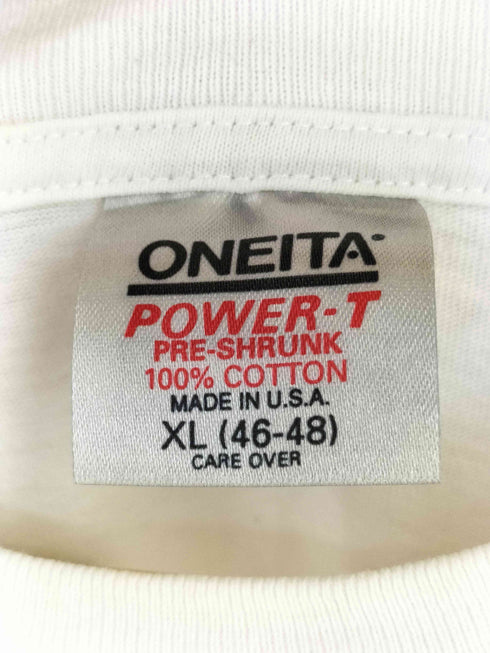 ONEITA
POWER-T
PRE-SHRUNK
100% COTTON
MADE IN U.S.A.
XL (46-48)
CARE OVER